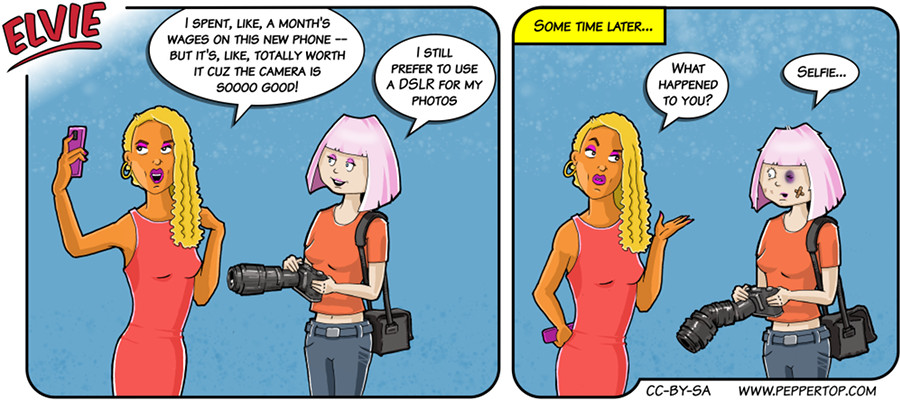 ELVIE
I SPENT, LIKE, A MONTH'S
WAGES ON THIS NEW PHONE --
BUT IT'S, LIKE, TOTALLY WORTH
IT CUZ THE CAMERA IS
SOOOO GOOD!
I STILL
PREFER TO USE
A DSLR FOR MY
PHOTOS
SOME TIME LATER...
WHAT
HAPPENED
TO YOU?
SELFIE...
CC-BY-SA
WWW.PEPPERTOP.COM